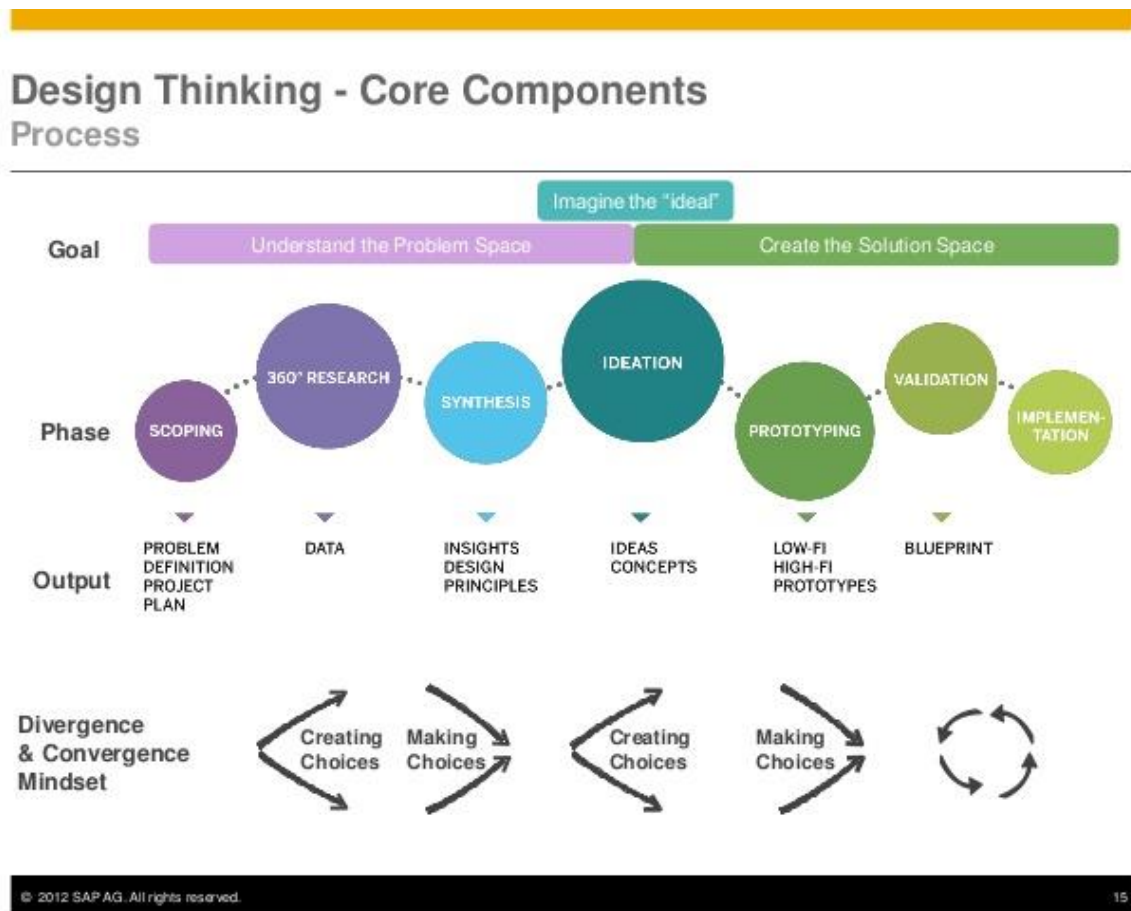 Design Thinking - Core Components
Process
Imagine the "ideal"
Goal
Understand the Problem Space
Create the Solution Space
Phase
SCOPING
360° RESEARCH
SYNTHESIS
IDEATION
PROTOTYPING
VALIDATION
IMPLEMEN-
TATION
Output
PROBLEM
DEFINITION
PROJECT
PLAN
DATA
INSIGHTS
DESIGN
PRINCIPLES
IDEAS
CONCEPTS
LOW-FI
HIGH-FI
PROTOTYPES
BLUEPRINT
Divergence
& Convergence
Mindset
Creating
Choices
Making
Choices
Creating
Choices
Making
Choices
© 2012 SAP AG. All rights reserved.
15